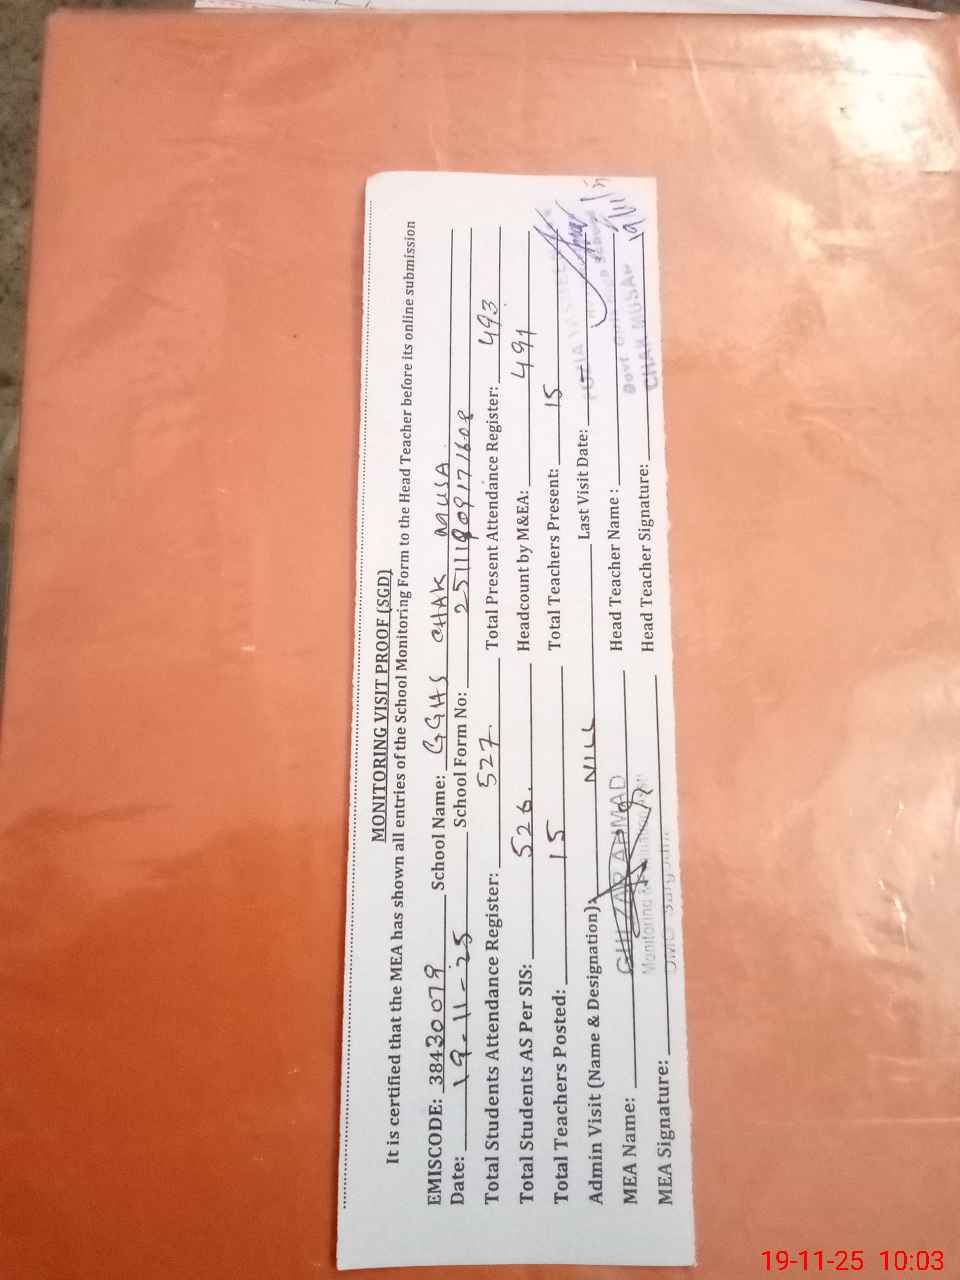 MONITORING VISIT PROOF (SGD)
It is certified that the MEA has shown all entries of the School Monitoring Form to the Head Teacher before its online submission
EMISCODE: 38430079 School Name: GGHS CHAK MUSA
Date: 19-11-25 School Form No:
Total Students Attendance Register: 527 Total Present Attendance Register: 493
Total Students AS Per SIS: 526 Headcount by M&EA: 491
Total Teachers Posted: 15 Total Teachers Present: 15
Admin Visit (Name & Designation): NILL Last Visit Date:
MEA Name: AHMAD Head Teacher Name:
Monitoring &
MEA Signature: Head Teacher Signature:
Govt
CHAK MUSA
19-11-25 10:03